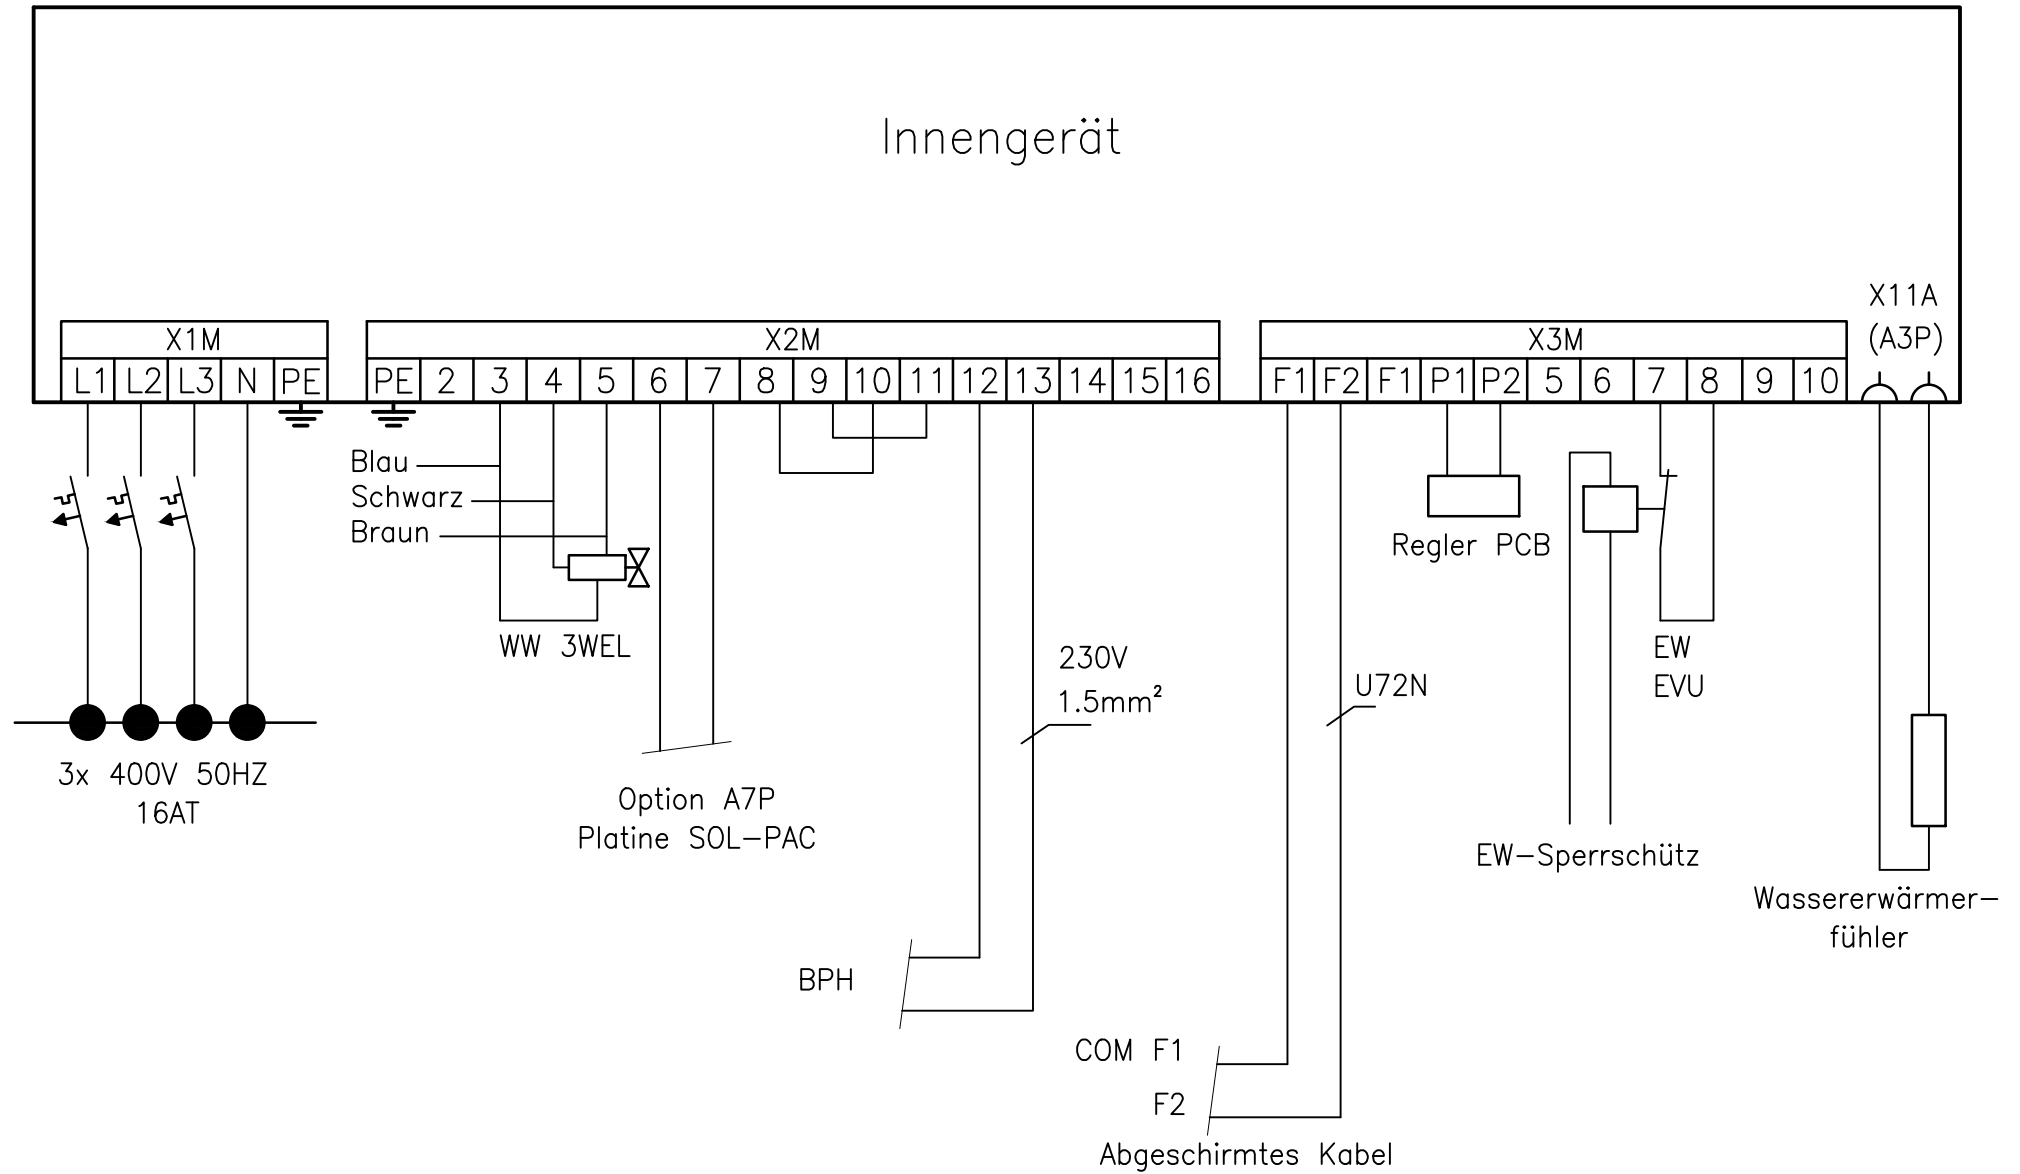 Innengerät
X11A
(A3P)
X1M
X2M
X3M
L1 L2 L3 N PE
PE 2 3 4 5 6 7 8 9 10 11 12 13 14 15 16
F1 F2 F1 P1 P2 5 6 7 8 9 10
Blau
Schwarz
Braun
WW 3WEL
Regler PCB
230V
1.5mm²
U72N
EW
EVU
3x 400V 50HZ
16AT
Option A7P
Platine SOL-PAC
EW-Sperrschütz
Wassererwärmer-
fühler
BPH
COM F1
F2
Abgeschirmtes Kabel